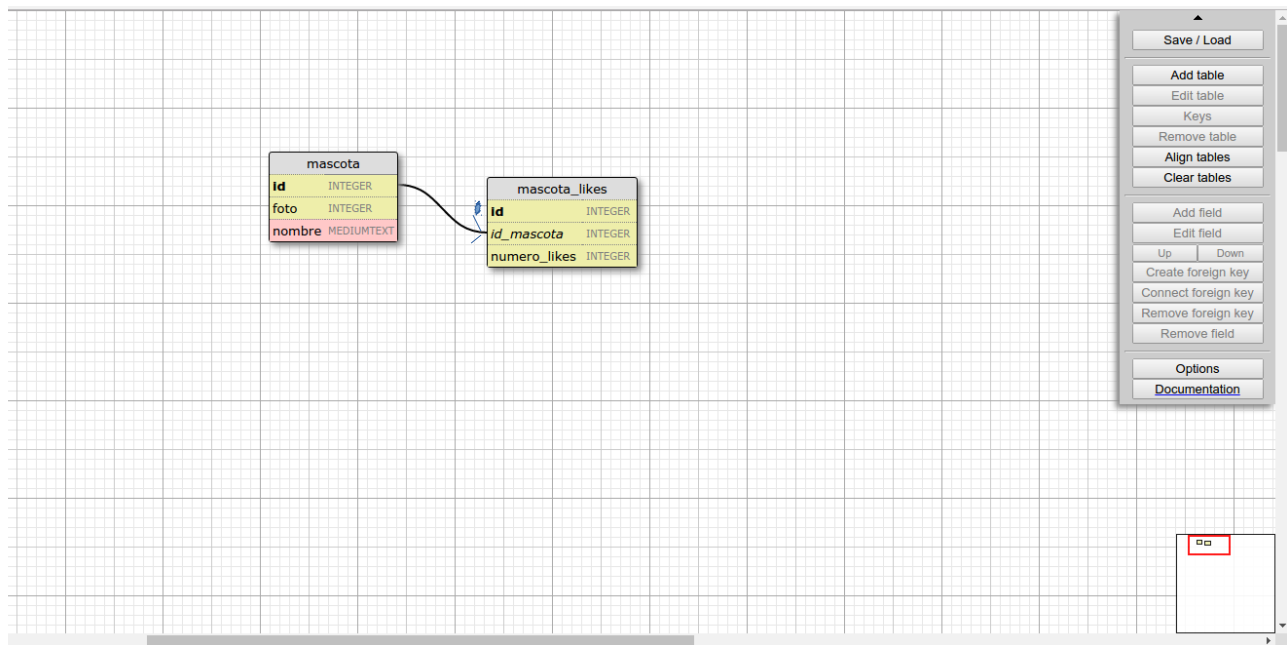 mascota
id INTEGER
foto INTEGER
nombre MEDIUMTEXT
mascota_likes
id INTEGER
id_mascota INTEGER
numero_likes INTEGER
Save / Load
Add table
Edit table
Keys
Remove table
Align tables
Clear tables
Add field
Edit field
Up Down
Create foreign key
Connect foreign key
Remove foreign key
Remove field
Options
Documentation